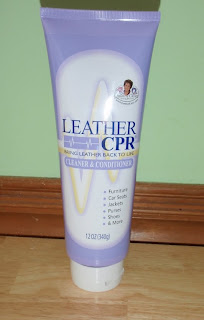 LEATHER
CPR
BRING LEATHER BACK TO LIFE
CLEANER & CONDITIONER
• Furniture
• Car Seats
• Jackets
• Purses
• Shoes
• & More
12 OZ (340g)